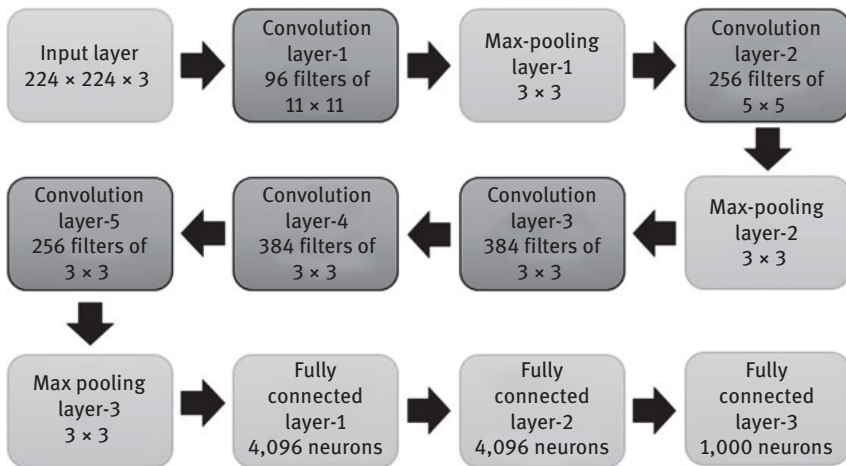 Input layer
224 × 224 × 3
Convolution
layer-1
96 filters of
11 × 11
Max-pooling
layer-1
3 × 3
Convolution
layer-2
256 filters of
5 × 5
Max-pooling
layer-2
3 × 3
Convolution
layer-3
384 filters of
3 × 3
Convolution
layer-4
384 filters of
3 × 3
Convolution
layer-5
256 filters of
3 × 3
Max pooling
layer-3
3 × 3
Fully
connected
layer-1
4,096 neurons
Fully
connected
layer-2
4,096 neurons
Fully
connected
layer-3
1,000 neurons